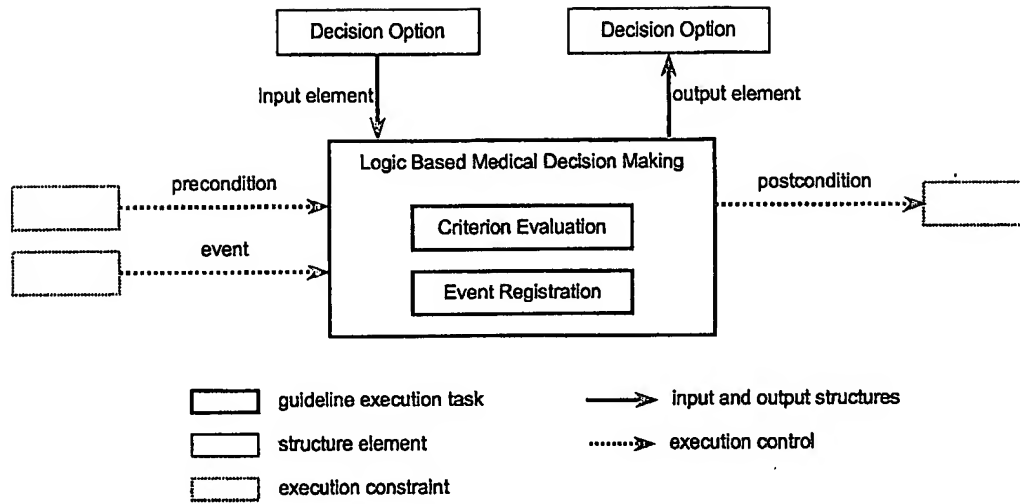 Decision Option
Decision Option
input element
output element
Logic Based Medical Decision Making
precondition
postcondition
Criterion Evaluation
event
Event Registration
guideline execution task
input and output structures
structure element
execution control
execution constraint